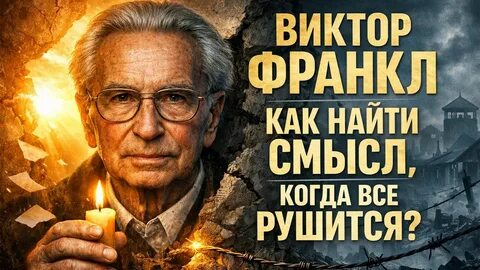 ВИКТОР
ФРАНКЛ
КАК НАЙТИ
СМЫСЛ,
КОГДА ВСЕ
РУШИТСЯ?